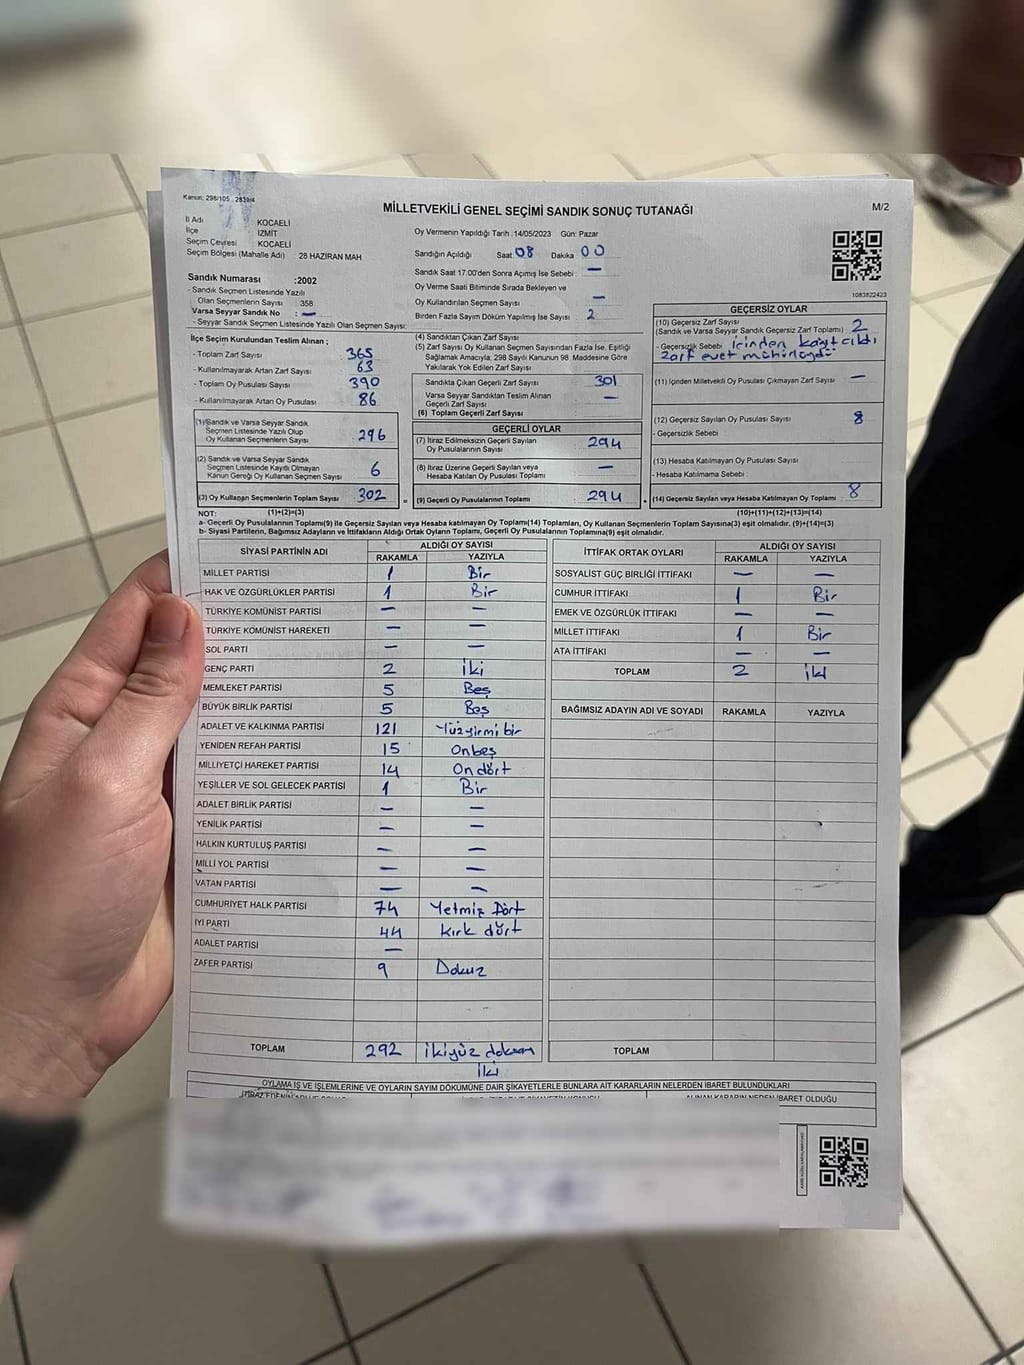 Kanun: 298/105 , 2839/4
MİLLETVEKİLİ GENEL SEÇİMİ SANDIK SONUÇ TUTANAĞI
M/2
İl Adı KOCAELİ
İlçe İZMİT
Seçim Çevresi KOCAELİ
Seçim Bölgesi (Mahalle Adı) 28 HAZİRAN MAH
Sandık Numarası :2002
- Sandık Seçmen Listesinde Yazılı
Olan Seçmenlerin Sayısı : 358
Varsa Seyyar Sandık No : —
- Seyyar Sandık Seçmen Listesinde Yazılı Olan Seçmen Sayısı:
Oy Vermenin Yapıldığı Tarih :14/05/2023 Gün: Pazar
Sandığın Açıldığı Saat 08 Dakika 00
Sandık Saat 17.00'den Sonra Açılmış İse Sebebi : —
Oy Verme Saati Bitiminde Sırada Bekleyen ve
Oy Kullandırılan Seçmen Sayısı —
Birden Fazla Sayım Döküm Yapılmış İse Sayısı : 2
1083822423
İlçe Seçim Kurulundan Teslim Alınan ;
- Toplam Zarf Sayısı : 365
- Kullanılmayarak Artan Zarf Sayısı : 63
- Toplam Oy Pusulası Sayısı : 390
- Kullanılmayarak Artan Oy Pusulası : 86
(1) Sandık ve Varsa Seyyar Sandık
Seçmen Listesinde Yazılı Olup
Oy Kullanan Seçmenlerin Sayısı : 296
(2) Sandık ve Varsa Seyyar Sandık
Seçmen Listesinde Kayıtlı Olmayan
Kanun Gereği Oy Kullanan Seçmen Sayısı : 6
(3) Oy Kullanan Seçmenlerin Toplam Sayısı : 302
(1)+(2)=(3)
(4) Sandıktan Çıkan Zarf Sayısı
(5) Zarf Sayısı Oy Kullanan Seçmen Sayısından Fazla İse, Eşitliği
Sağlamak Amacıyla; 298 Sayılı Kanunun 98. Maddesine Göre
Yakılarak Yok Edilen Zarf Sayısı :
Sandıkta Çıkan Geçerli Zarf Sayısı : 301
Varsa Seyyar Sandıktan Teslim Alınan
Geçerli Zarf Sayısı : —
(6) Toplam Geçerli Zarf Sayısı
GEÇERLİ OYLAR
(7) İtiraz Edilmeksizin Geçerli Sayılan
Oy Pusulalarının Sayısı : 294
(8) İtiraz Üzerine Geçerli Sayılan veya
Hesaba Katılan Oy Pusulası Toplamı : —
= (9) Geçerli Oy Pusulalarının Toplamı : 294
GEÇERSİZ OYLAR
(10) Geçersiz Zarf Sayısı
(Sandık ve Varsa Seyyar Sandık Geçersiz Zarf Toplamı) : 2
- Geçersizlik Sebebi : içinden kağıt çıktı
zarf evet mühürlüydü
(11) İçinden Milletvekili Oy Pusulası Çıkmayan Zarf Sayısı : —
(12) Geçersiz Sayılan Oy Pusulası Sayısı : 8
- Geçersizlik Sebebi :
(13) Hesaba Katılmayan Oy Pusulası Sayısı
- Hesaba Katılmama Sebebi :
+ (14) Geçersiz Sayılan veya Hesaba Katılmayan Oy Toplamı : 8
(10)+(11)+(12)+(13)=(14)
NOT:
a- Geçerli Oy Pusulalarının Toplamı(9) ile Geçersiz Sayılan veya Hesaba katılmayan Oy Toplamı(14) Toplamları, Oy Kullanan Seçmenlerin Toplam Sayısına(3) eşit olmalıdır. (9)+(14)=(3)
b- Siyasi Partilerin, Bağımsız Adayların ve İttifakların Aldığı Ortak Oyların Toplamı, Geçerli Oy Pusulalarının Toplamına(9) eşit olmalıdır.
SİYASİ PARTİNİN ADI ALDIĞI OY SAYISI
RAKAMLA YAZIYLA
MİLLET PARTİSİ 1 Bir
HAK VE ÖZGÜRLÜKLER PARTİSİ 1 Bir
TÜRKİYE KOMÜNİST PARTİSİ — —
TÜRKİYE KOMÜNİST HAREKETİ — —
SOL PARTİ — —
GENÇ PARTİ 2 iki
MEMLEKET PARTİSİ 5 Beş
BÜYÜK BİRLİK PARTİSİ 5 Beş
ADALET VE KALKINMA PARTİSİ 121 Yüzyirmi bir
YENİDEN REFAH PARTİSİ 15 Onbeş
MİLLİYETÇİ HAREKET PARTİSİ 14 On dört
YEŞİLLER VE SOL GELECEK PARTİSİ 1 Bir
ADALET BİRLİK PARTİSİ — —
YENİLİK PARTİSİ — —
HALKIN KURTULUŞ PARTİSİ — —
MİLLİ YOL PARTİSİ — —
VATAN PARTİSİ — —
CUMHURİYET HALK PARTİSİ 74 Yetmiş Dört
İYİ PARTİ 44 kırk dört
ADALET PARTİSİ —
ZAFER PARTİSİ 9 Dokuz
TOPLAM 292 ikiyüz doksan
iki
İTTİFAK ORTAK OYLARI ALDIĞI OY SAYISI
RAKAMLA YAZIYLA
SOSYALİST GÜÇ BİRLİĞİ İTTİFAKI — —
CUMHUR İTTİFAKI 1 Bir
EMEK VE ÖZGÜRLÜK İTTİFAKI — —
MİLLET İTTİFAKI 1 Bir
ATA İTTİFAKI — —
TOPLAM 2 iki
BAĞIMSIZ ADAYIN ADI VE SOYADI RAKAMLA YAZIYLA
TOPLAM
OYLAMA İŞ VE İŞLEMLERİNE VE OYLARIN SAYIM DÖKÜMÜNE DAİR ŞİKAYETLERLE BUNLARA AİT KARARLARIN NELERDEN İBARET BULUNDUKLARI
ALINAN KARARIN NEDEN İBARET OLDUĞU